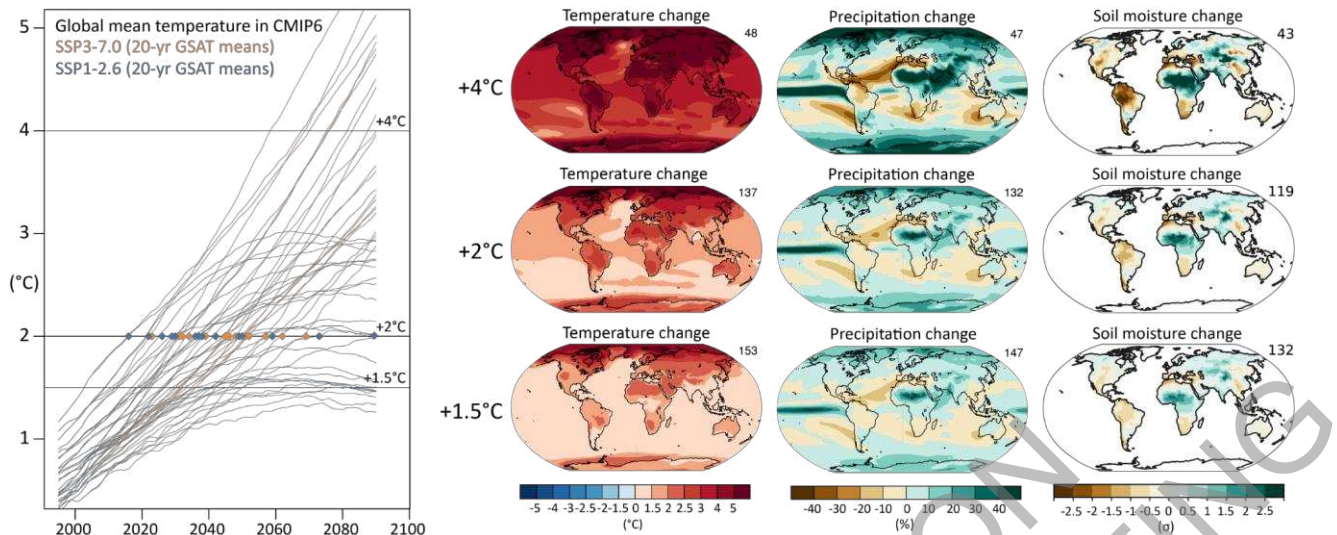 Global mean temperature in CMIP6
SSP3-7.0 (20-yr GSAT means)
SSP1-2.6 (20-yr GSAT means)
5
4
3
(°C)
2
1
+4°C
+2°C
+1.5°C
2000 2020 2040 2060 2080 2100
Temperature change Precipitation change Soil moisture change
48 47 43
+4°C
Temperature change Precipitation change Soil moisture change
137 132 119
+2°C
Temperature change Precipitation change Soil moisture change
153 147 132
+1.5°C
-5 -4 -3 -2 -1.5 -1 0 1 1.5 2 3 4 5
(°C)
-40 -30 -20 -10 0 10 20 30 40
(%)
-2.5 -2 -1.5 -1 -0.5 0 0.5 1 1.5 2 2.5
(σ)